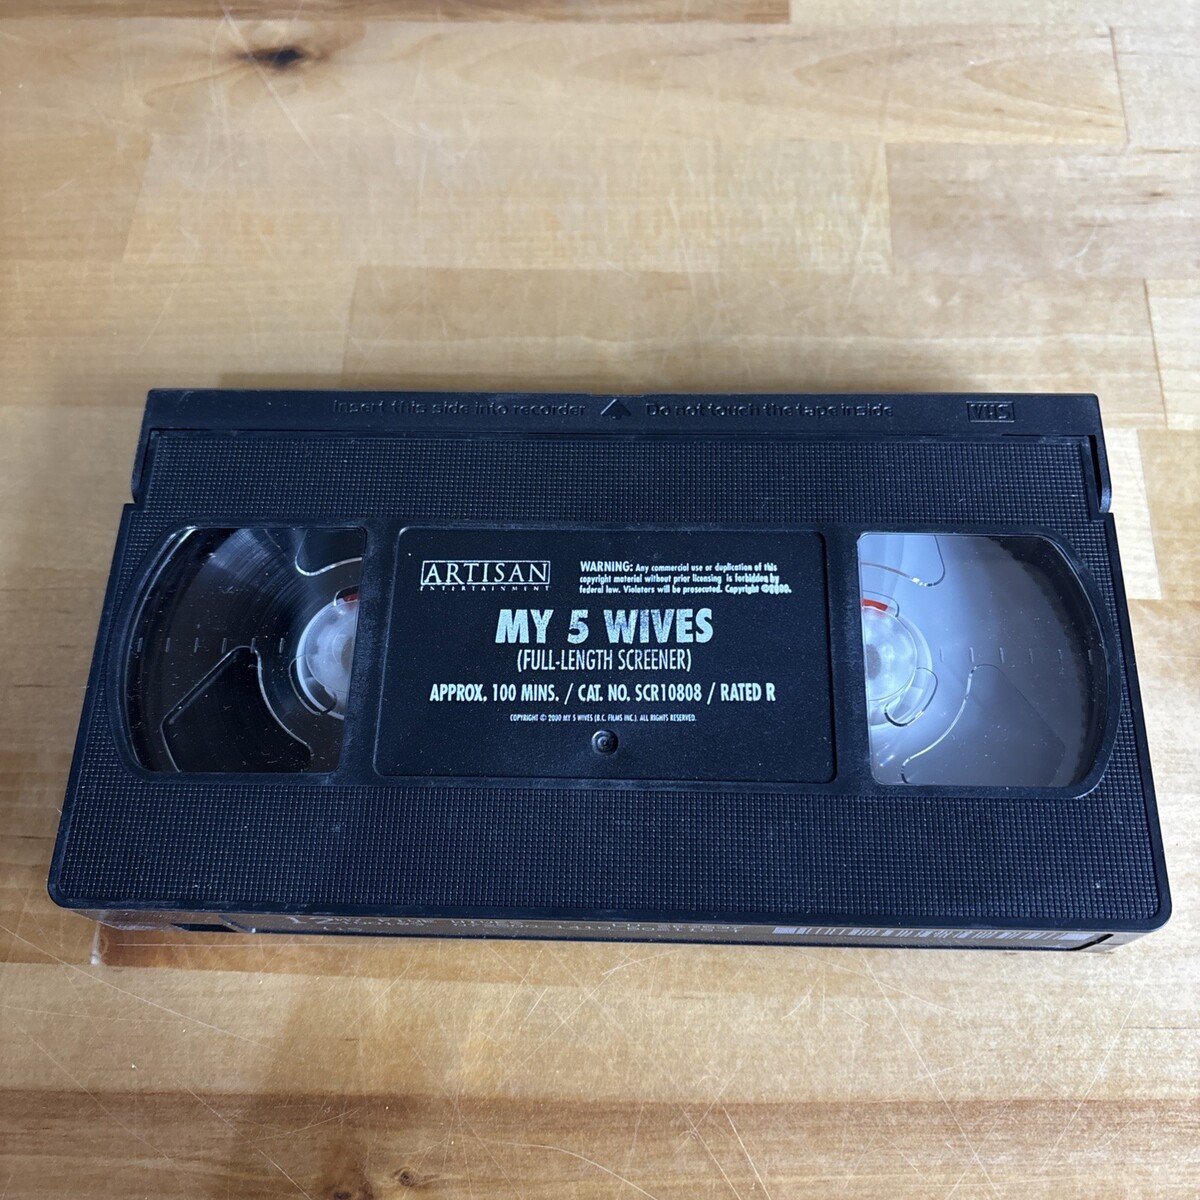 Insert this side into recorder Do not touch the tape inside VHS
ARTISAN
ENTERTAINMENT
WARNING: Any commercial use or duplication of this
copyright material without prior licensing is forbidden by
federal law. Violators will be prosecuted. Copyright ©2000.
MY 5 WIVES
(FULL-LENGTH SCREENER)
APPROX. 100 MINS. / CAT. NO. SCR10808 / RATED R
COPYRIGHT © 2000 MY 5 WIVES (B.C. FILMS INC.). ALL RIGHTS RESERVED.